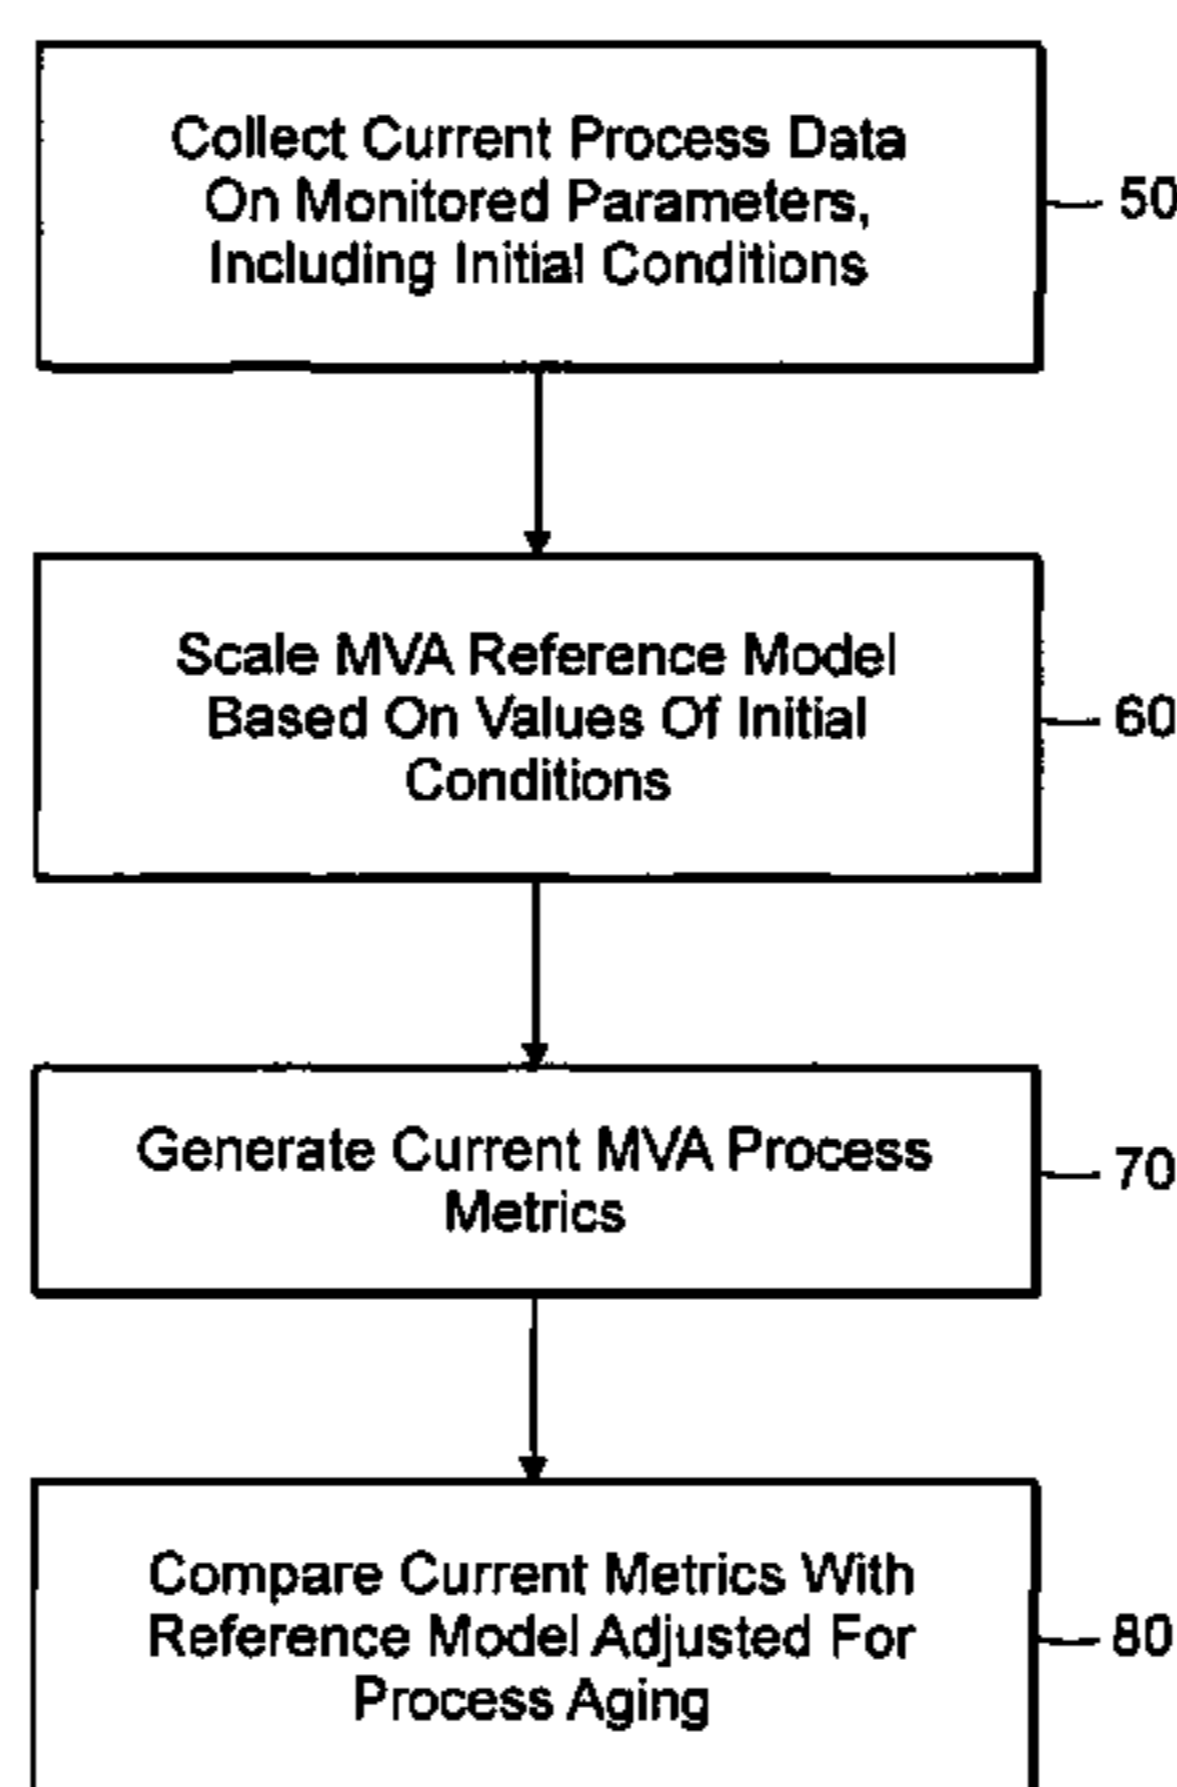 Collect Current Process Data
On Monitored Parameters,
Including Initial Conditions
50
Scale MVA Reference Model
Based On Values Of Initial
Conditions
60
Generate Current MVA Process
Metrics
70
Compare Current Metrics With
Reference Model Adjusted For
Process Aging
80